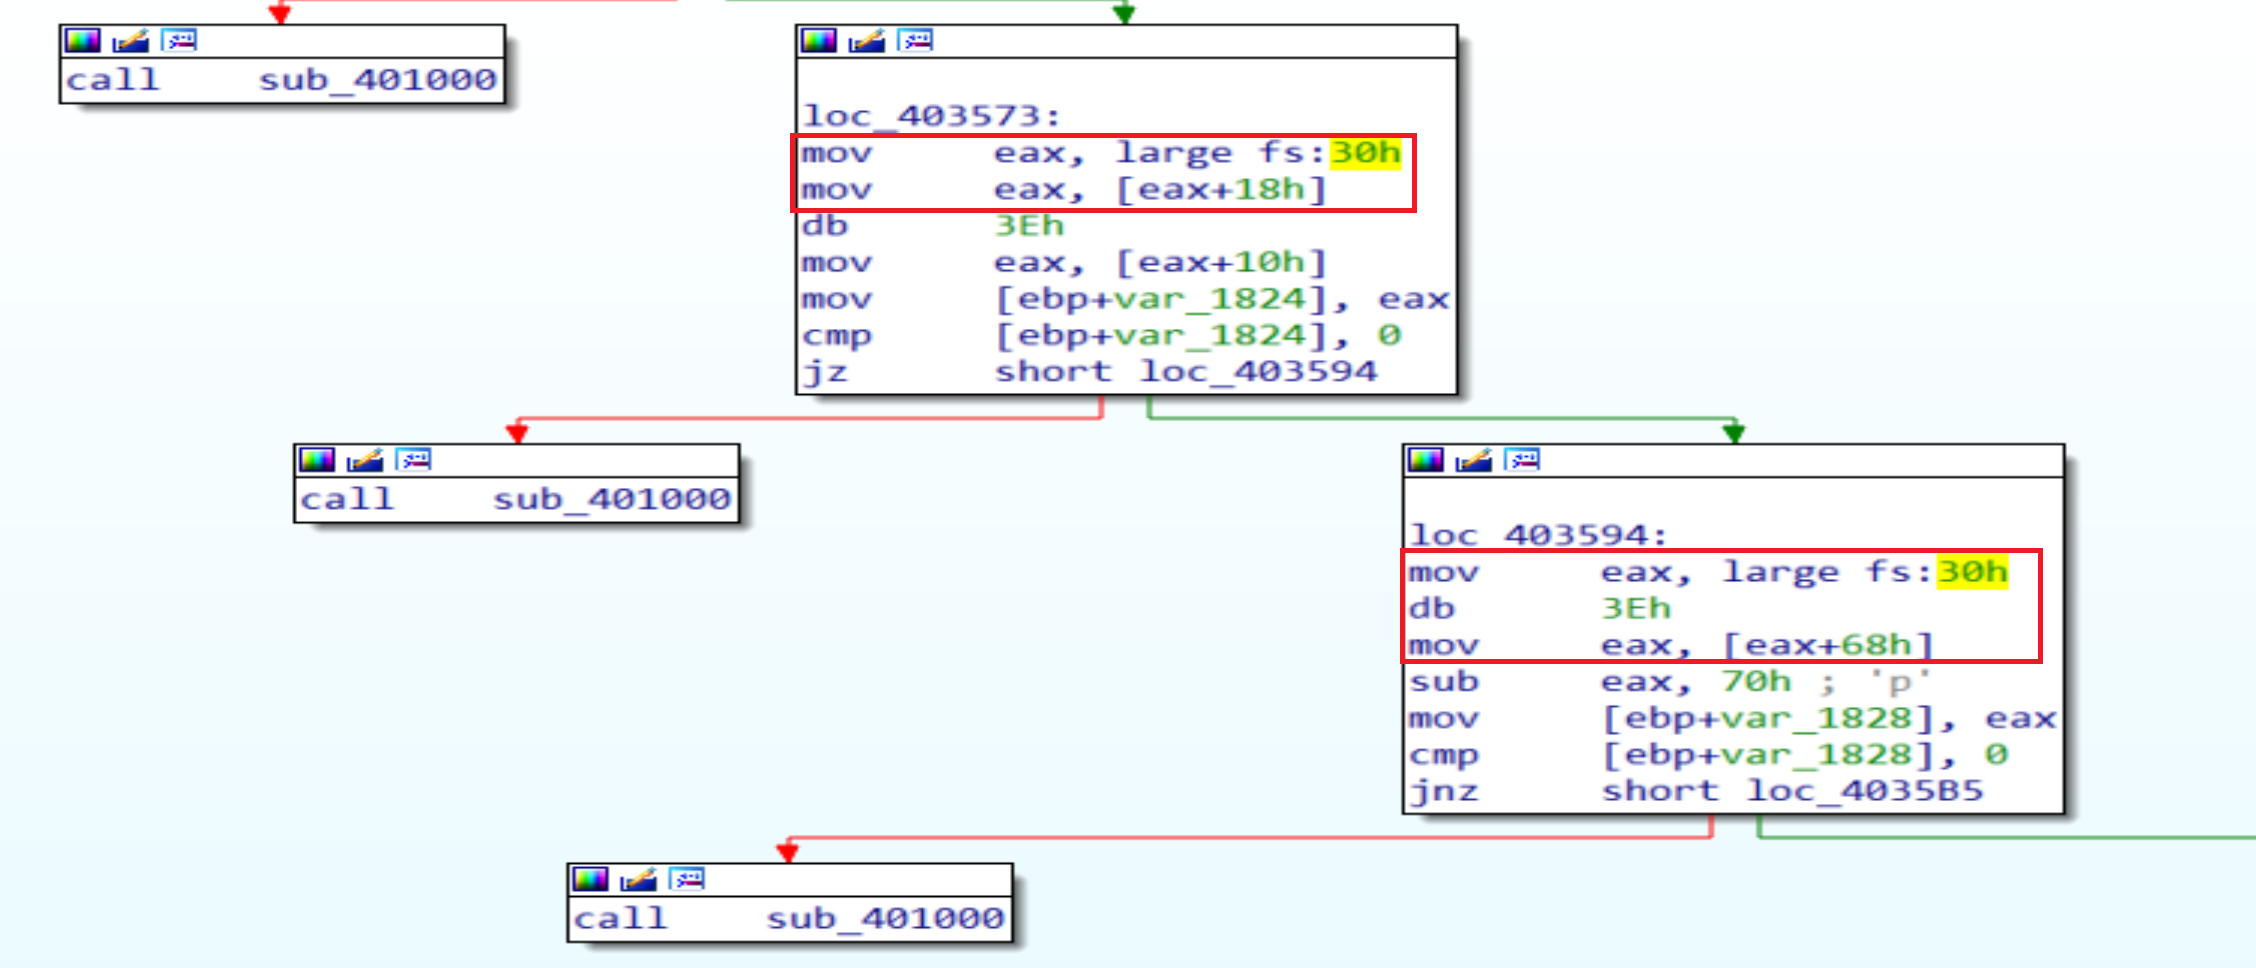 call sub_401000
loc_403573:
mov eax, large fs:30h
mov eax, [eax+18h]
db 3Eh
mov eax, [eax+10h]
mov [ebp+var_1824], eax
cmp [ebp+var_1824], 0
jz short loc_403594
call sub_401000
loc_403594:
mov eax, large fs:30h
db 3Eh
mov eax, [eax+68h]
sub eax, 70h ; 'p'
mov [ebp+var_1828], eax
cmp [ebp+var_1828], 0
jnz short loc_4035B5
call sub_401000